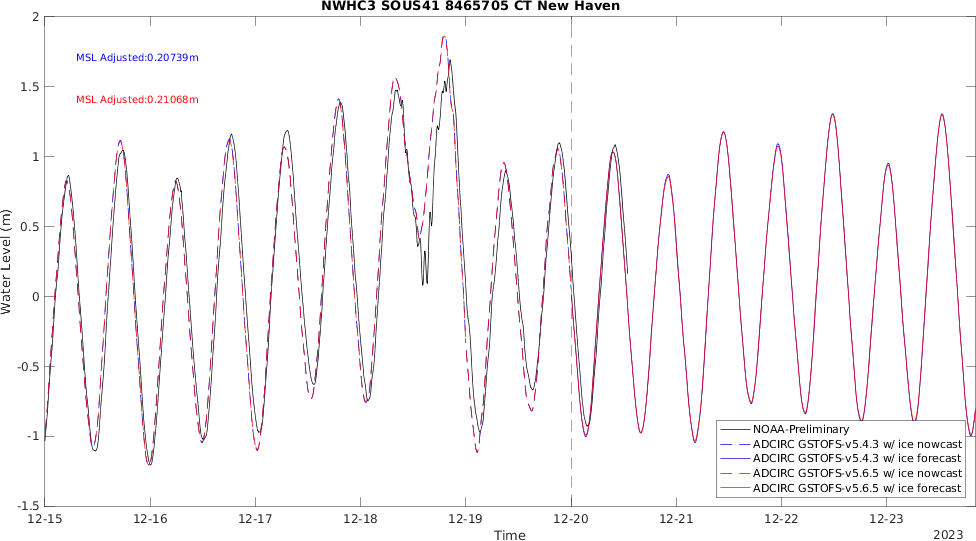 NWHC3 SOUS41 8465705 CT New Haven
2
MSL Adjusted:0.20739m
1.5
MSL Adjusted:0.21068m
1
0.5
0
-0.5
-1
-1.5
Water Level (m)
NOAA-Preliminary
ADCIRC GSTOFS-v5.4.3 w/ ice nowcast
ADCIRC GSTOFS-v5.4.3 w/ ice forecast
ADCIRC GSTOFS-v5.6.5 w/ ice nowcast
ADCIRC GSTOFS-v5.6.5 w/ ice forecast
12-15 12-16 12-17 12-18 12-19 12-20 12-21 12-22 12-23
Time
2023